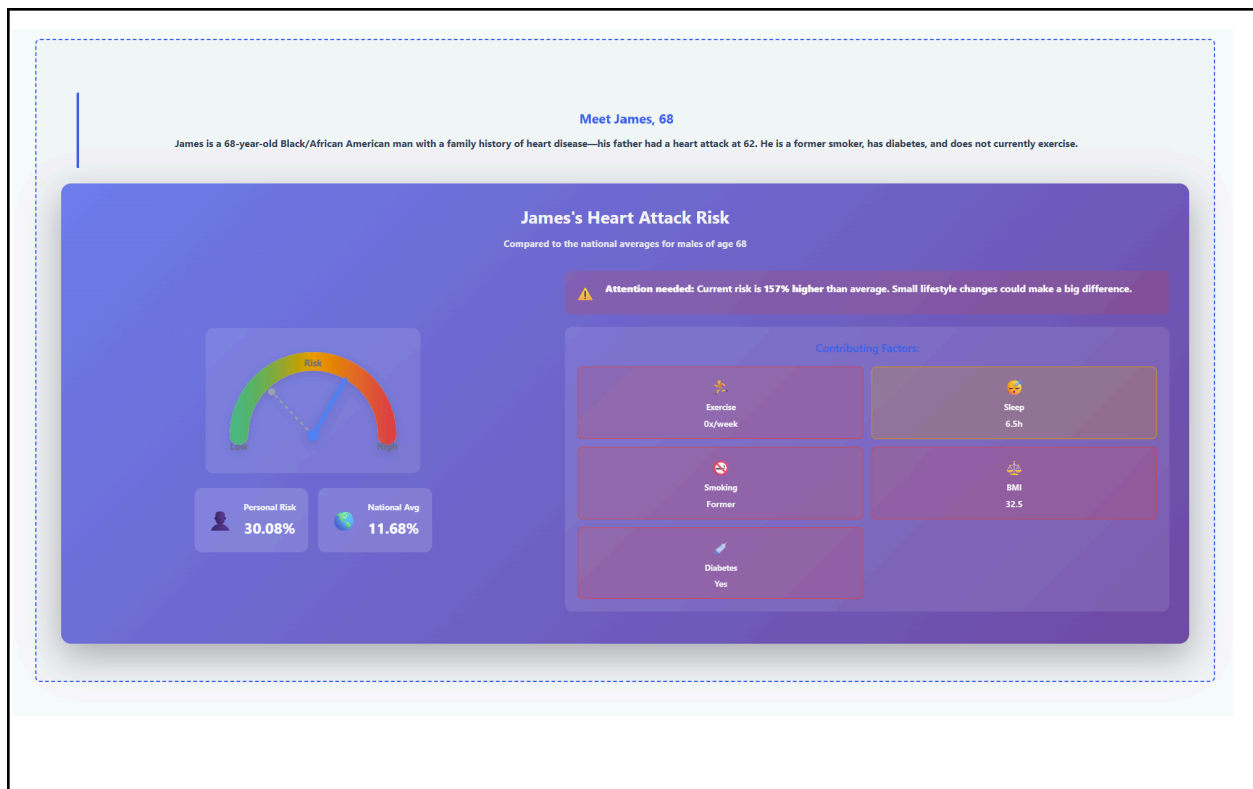 Meet James, 68
James is a 68-year-old Black/African American man with a family history of heart disease—his father had a heart attack at 62. He is a former smoker, has diabetes, and does not currently exercise.
James's Heart Attack Risk
Compared to the national averages for males of age 68
Risk
Low
High
Personal Risk
30.08%
National Avg
11.68%
Attention needed: Current risk is 157% higher than average. Small lifestyle changes could make a big difference.
Contributing Factors:
Exercise
0x/week
Sleep
6.5h
Smoking
Former
BMI
32.5
Diabetes
Yes